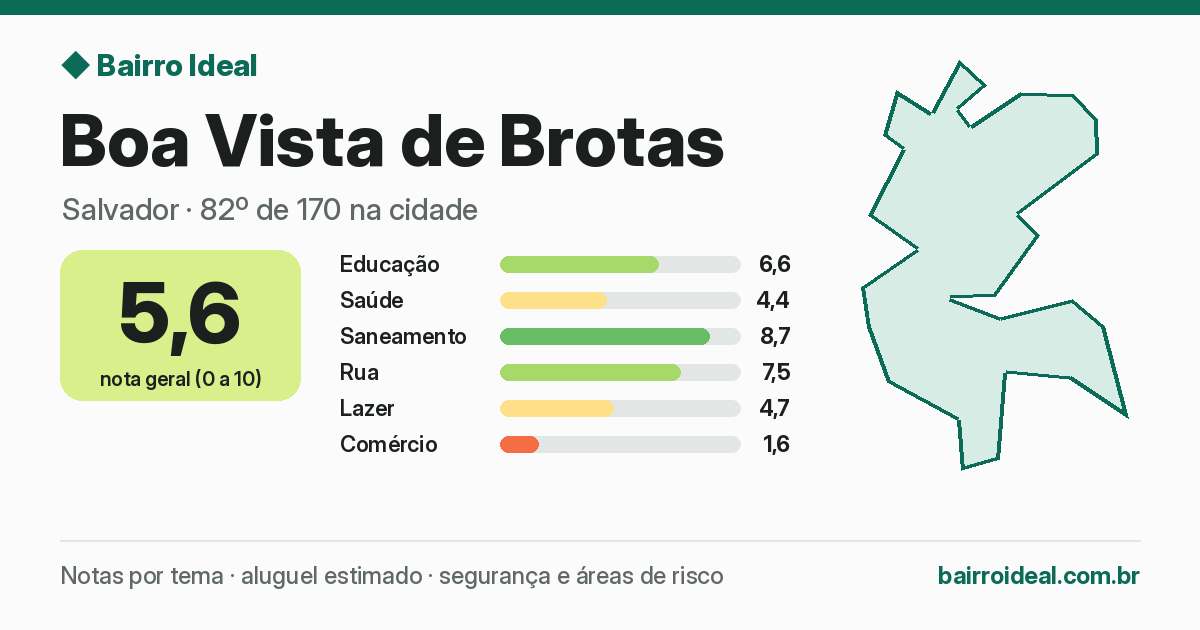 Bairro Ideal
Boa Vista de Brotas
Salvador · 82º de 170 na cidade
5,6
nota geral (0 a 10)
Educação 6,6
Saúde 4,4
Saneamento 8,7
Rua 7,5
Lazer 4,7
Comércio 1,6
Notas por tema · aluguel estimado · segurança e áreas de risco
bairroideal.com.br